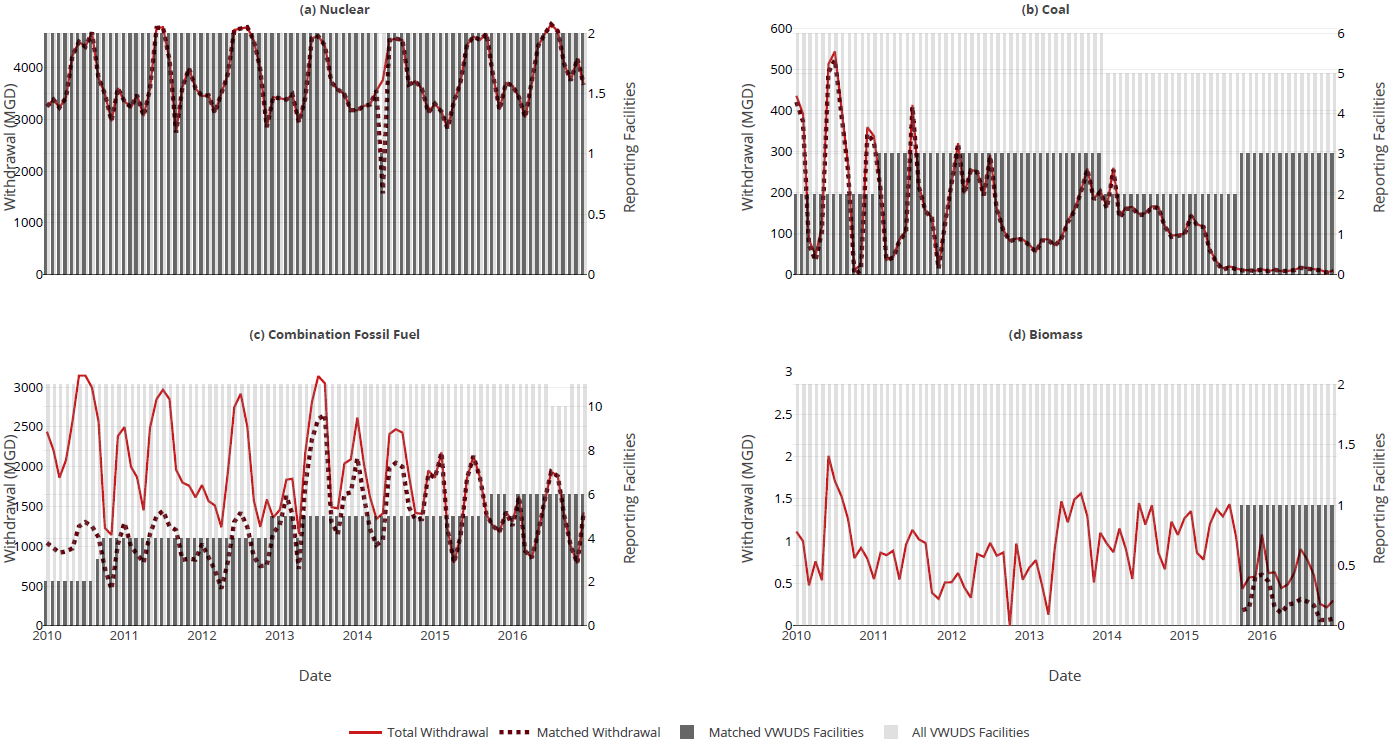 (a) Nuclear
(b) Coal
Withdrawal (MGD)
4000
3000
2000
1000
0
2
1.5
1
0.5
0
Reporting Facilities
Withdrawal (MGD)
600
500
400
300
200
100
0
6
5
4
3
2
1
0
Reporting Facilities
(c) Combination Fossil Fuel
(d) Biomass
Withdrawal (MGD)
3000
2500
2000
1500
1000
500
0
10
8
6
4
2
0
Reporting Facilities
2010 2011 2012 2013 2014 2015 2016
Date
Withdrawal (MGD)
3
2.5
2
1.5
1
0.5
0
2
1.5
1
0.5
0
Reporting Facilities
2010 2011 2012 2013 2014 2015 2016
Date
Total Withdrawal Matched Withdrawal Matched VWUDS Facilities All VWUDS Facilities